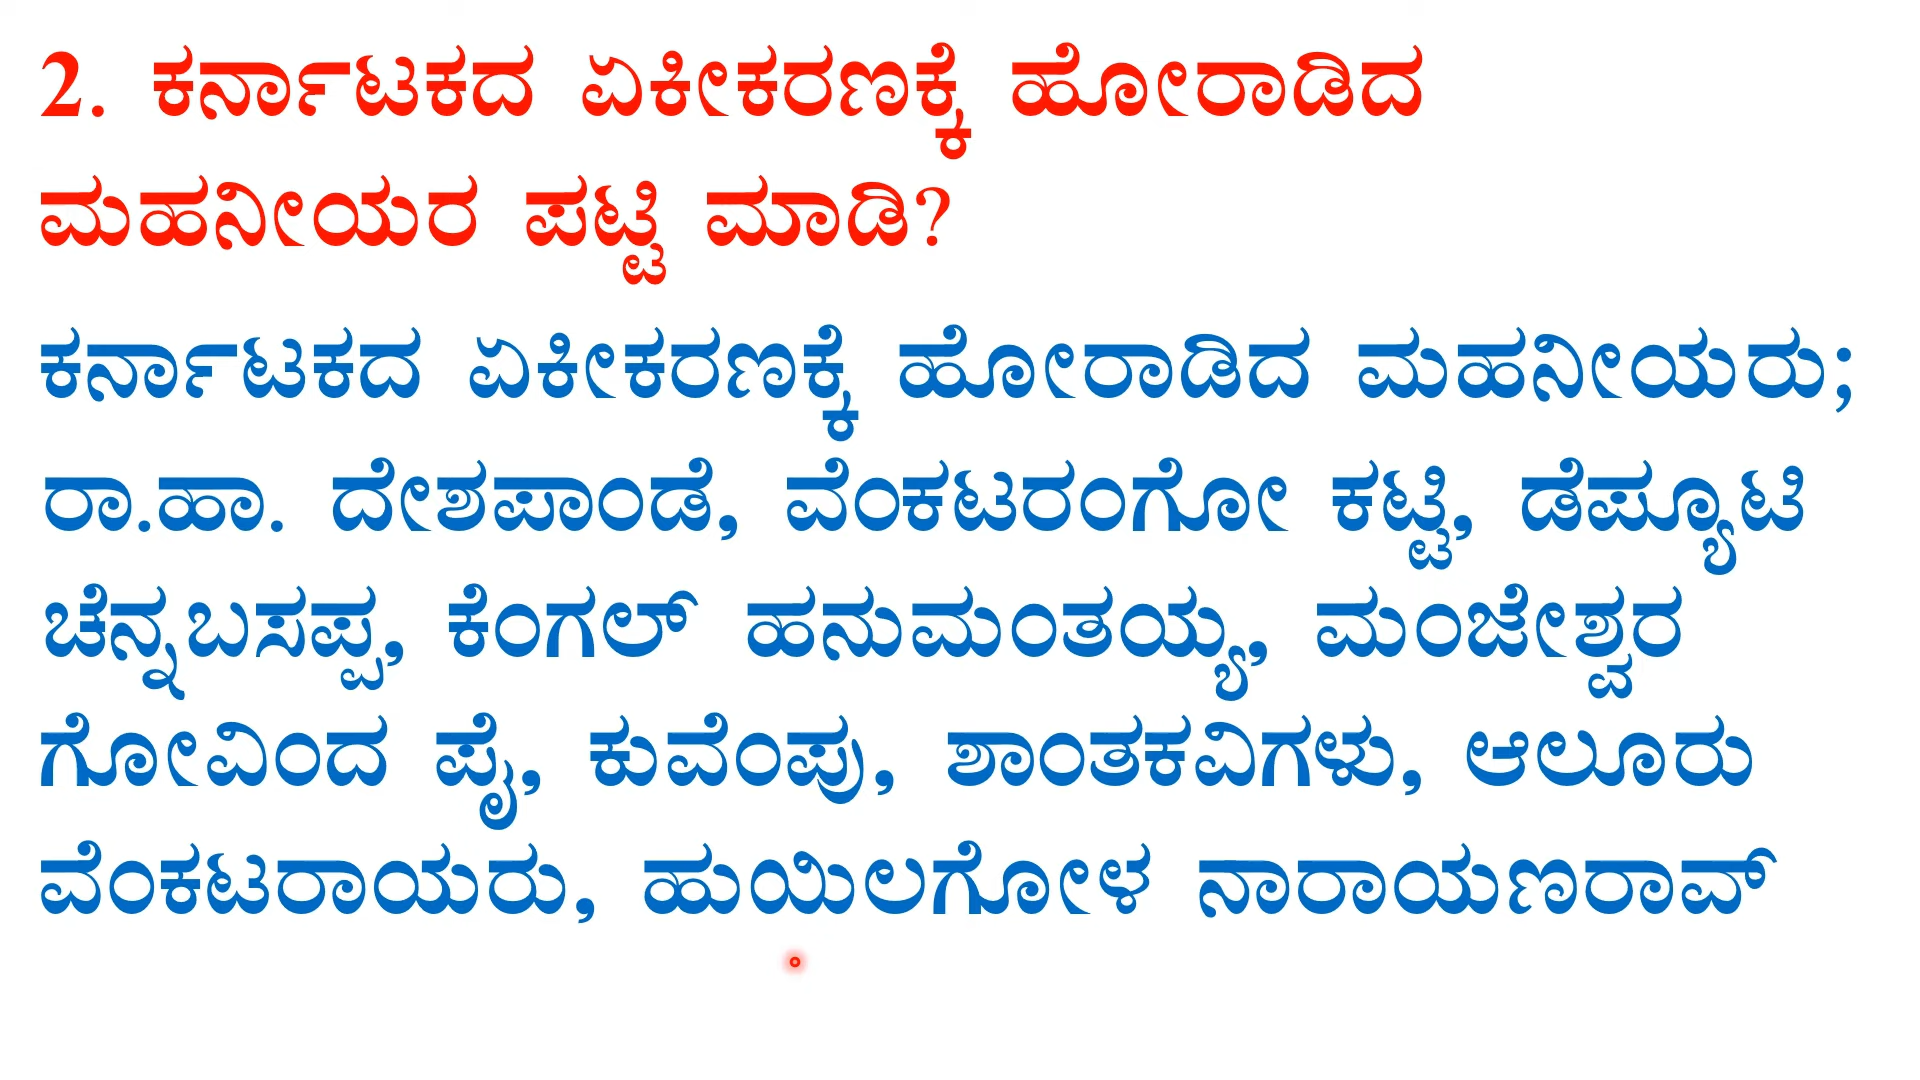 2. ಕರ್ನಾಟಕದ ಏಕೀಕರಣಕ್ಕೆ ಹೋರಾಡಿದ
ಮಹನೀಯರ ಪಟ್ಟಿ ಮಾಡಿ?
ಕರ್ನಾಟಕದ ಏಕೀಕರಣಕ್ಕೆ ಹೋರಾಡಿದ ಮಹನೀಯರು;
ರಾ.ಹಾ. ದೇಶಪಾಂಡೆ, ವೆಂಕಟರಂಗೋ ಕಟ್ಟಿ, ಡೆಪ್ಯೂಟಿ
ಚೆನ್ನಬಸಪ್ಪ, ಕೆಂಗಲ್ ಹನುಮಂತಯ್ಯ, ಮಂಜೇಶ್ವರ
ಗೋವಿಂದ ಪೈ, ಕುವೆಂಪು, ಶಾಂತಕವಿಗಳು, ಆಲೂರು
ವೆಂಕಟರಾಯರು, ಹುಯಿಲಗೋಳ ನಾರಾಯಣರಾವ್